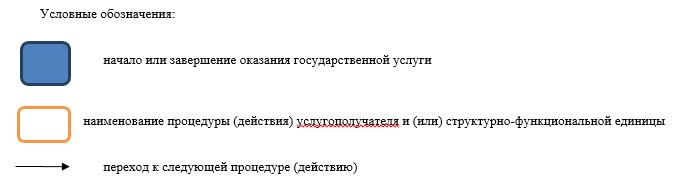 Условные обозначения:
начало или завершение оказания государственной услуги
наименование процедуры (действия) услугополучателя и (или) структурно-функциональной единицы
переход к следующей процедуре (действию)